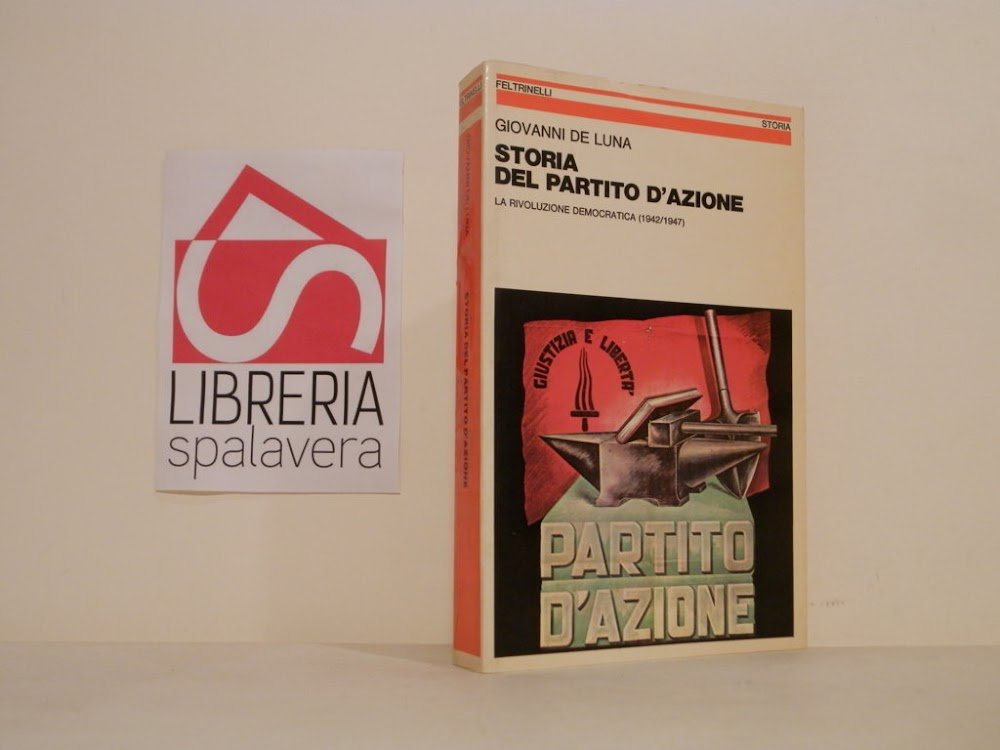 LIBRERIA
spalavera
FELTRINELLI
GIOVANNI DE LUNA
STORIA DEL PARTITO D'AZIONE
FELTRINELLI
STORIA
GIOVANNI DE LUNA
STORIA
DEL PARTITO D'AZIONE
LA RIVOLUZIONE DEMOCRATICA (1942/1947)
GIUSTIZIA E LIBERTA'
PARTITO
D'AZIONE